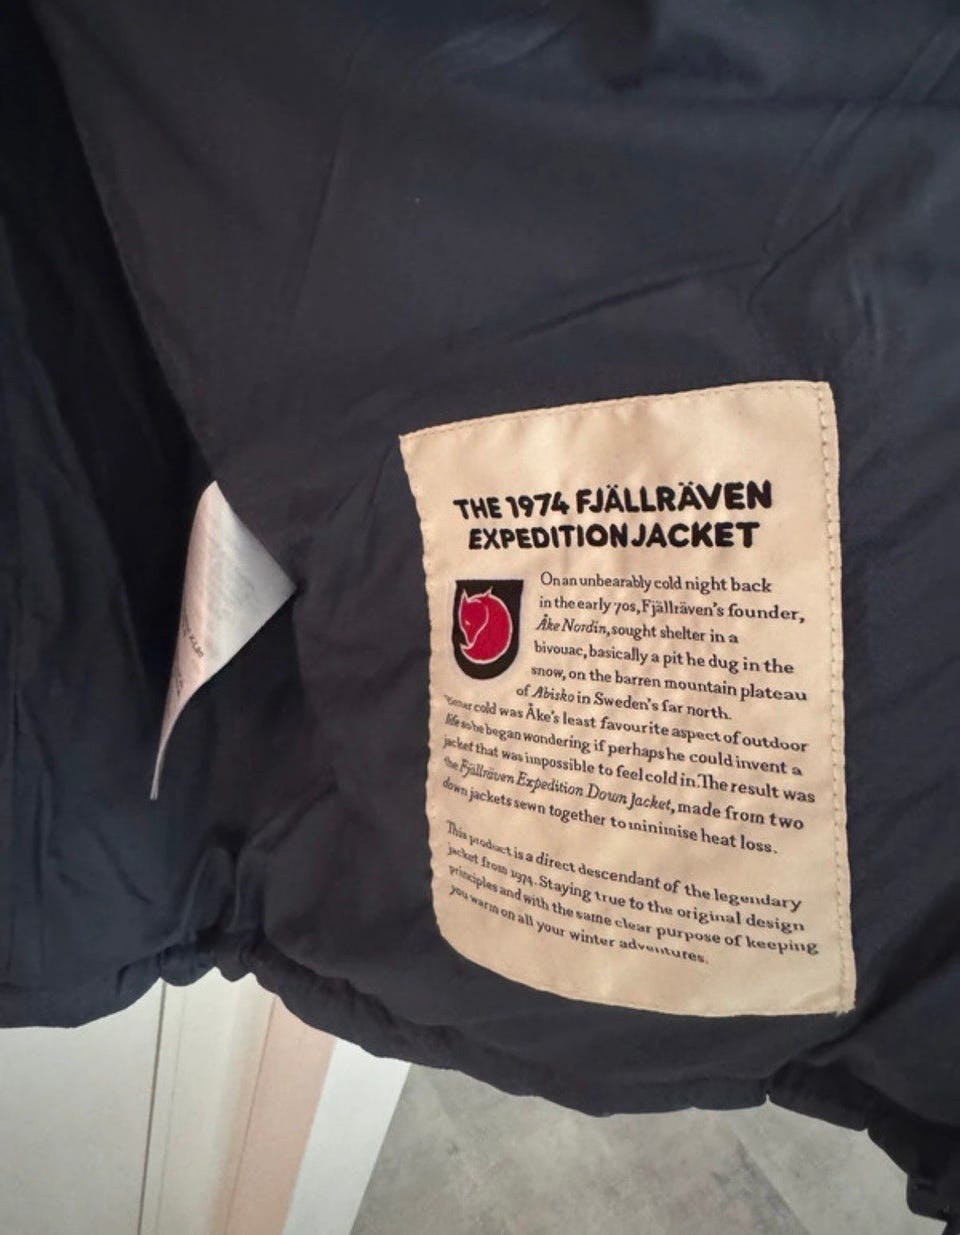 THE 1974 FJÄLLRÄVEN
EXPEDITION JACKET
On an unbearably cold night back
in the early 70s, Fjällräven's founder,
Åke Nordin, sought shelter in a
bivouac, basically a pit he dug in the
snow, on the barren mountain plateau
of Abisko in Sweden's far north.
cold was Åke's least favourite aspect of outdoor
life so he began wondering if perhaps he could invent a
jacket that was impossible to feel cold in. The result was
the Fjällräven Expedition Down Jacket, made from two
down jackets sewn together to minimise heat loss.
This product is a direct descendant of the legendary
jacket from 1974. Staying true to the original design
principles and with the same clear purpose of keeping
you warm on all your winter adventures.